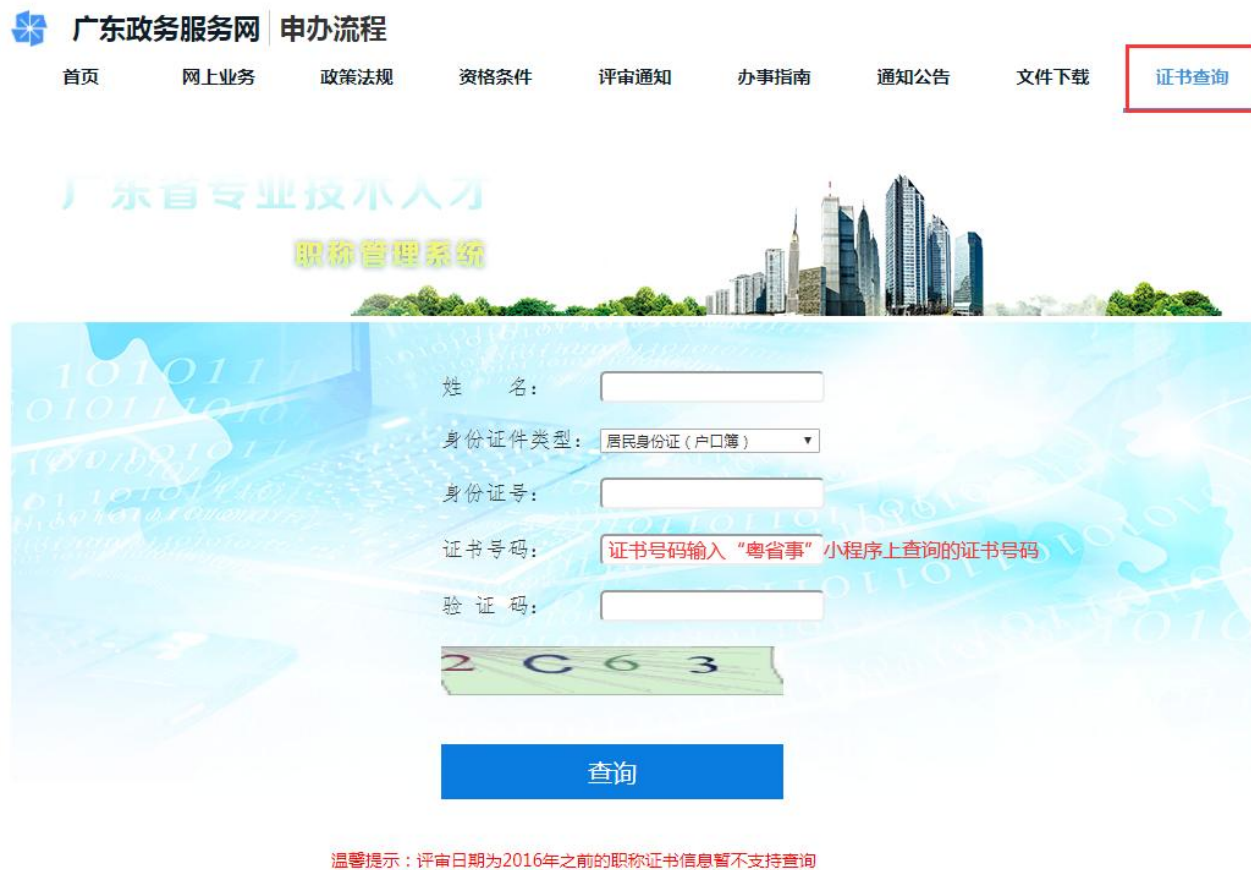 广东政务服务网 申办流程
首页 网上业务 政策法规 资格条件 评审通知 办事指南 通知公告 文件下载 证书查询
广东省专业技术人才
职称管理系统
姓 名：
身份证件类型： 居民身份证（户口簿）
身份证号：
证书号码： 证书号码输入“粤省事”小程序上查询的证书号码
验 证 码：
2 C 6 3
查询
温馨提示：评审日期为2016年之前的职称证书信息暂不支持查询